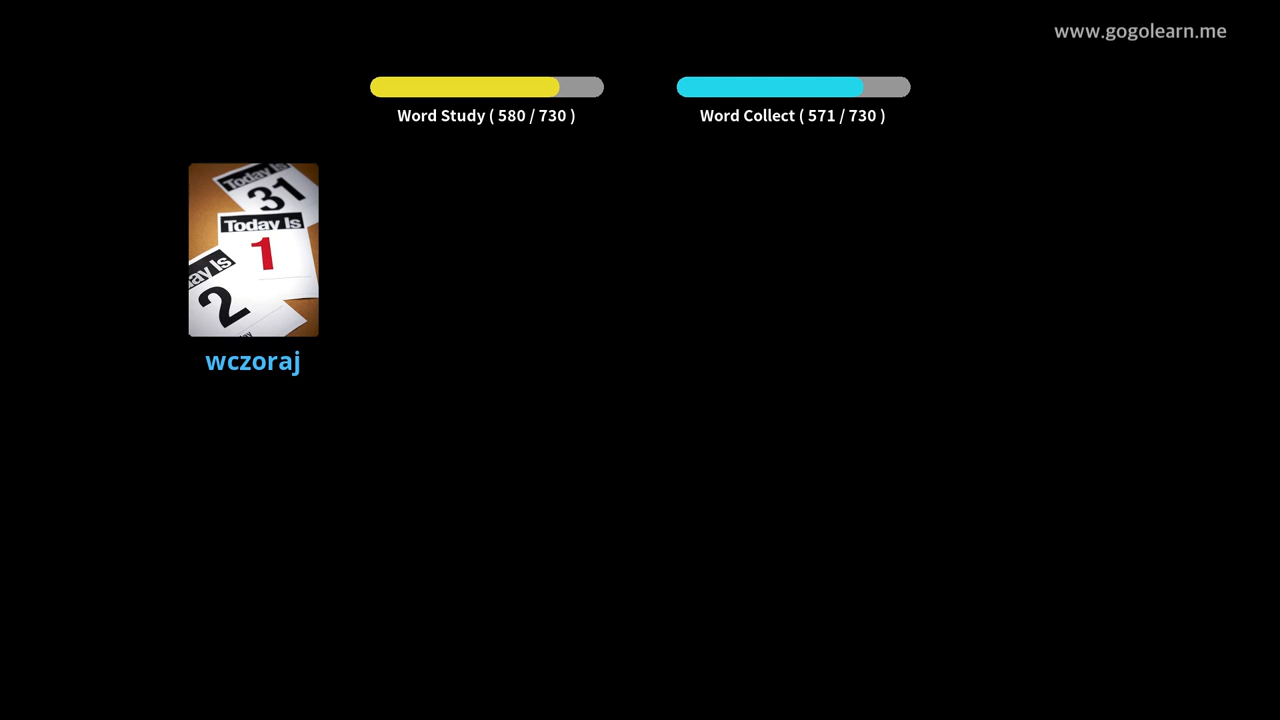 www.gogolearn.me
Word Study ( 580 / 730 )
Word Collect ( 571 / 730 )
Today Is
31
Today Is
1
ay Is
2
wczoraj